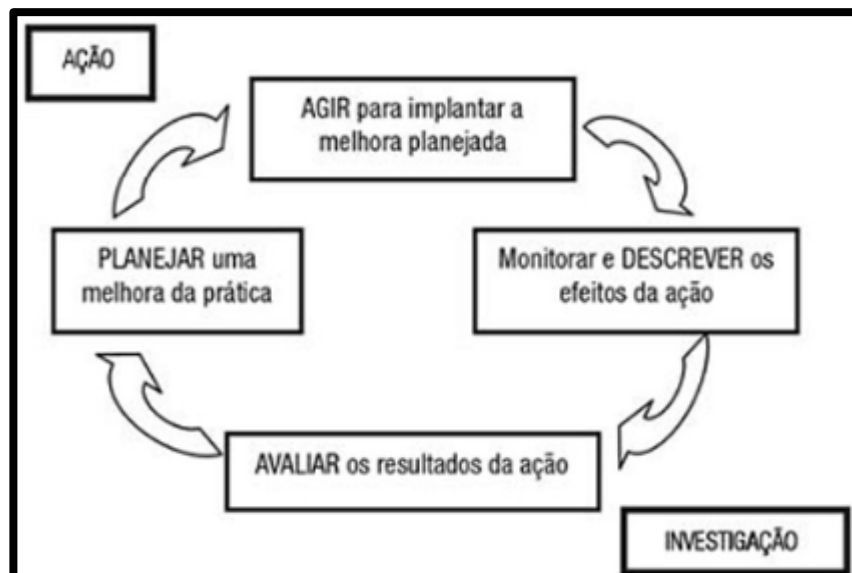 AÇÃO
AGIR para implantar a
melhora planejada
PLANEJAR uma
melhora da prática
Monitorar e DESCREVER os
efeitos da ação
AVALIAR os resultados da ação
INVESTIGAÇÃO